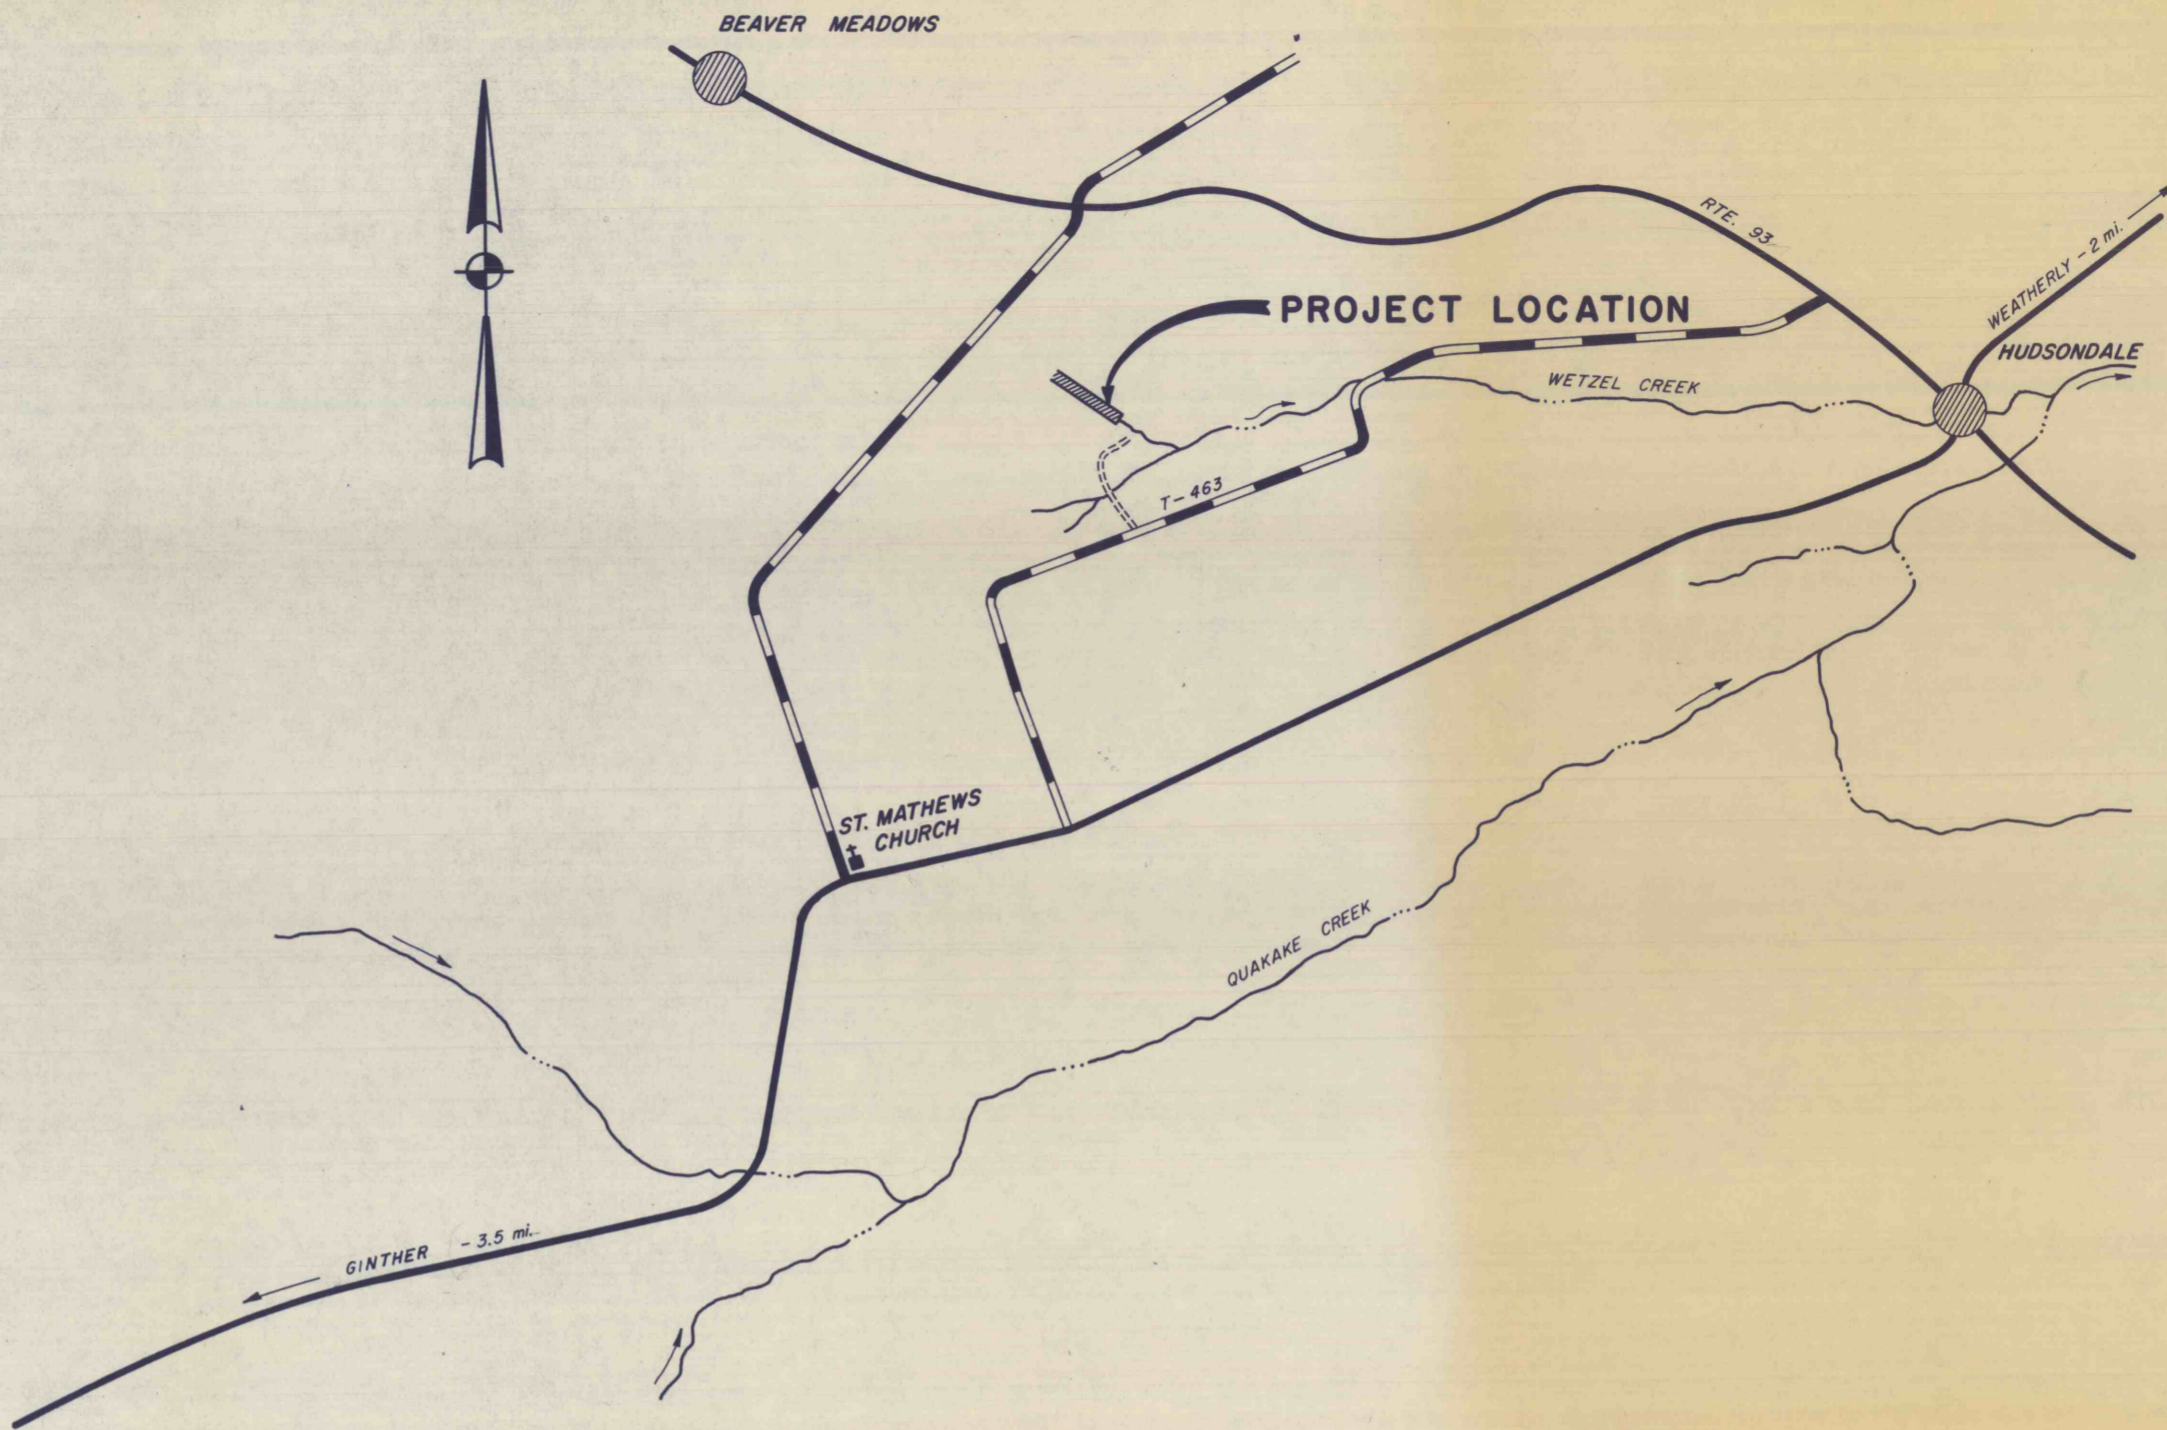 BEAVER MEADOWS
RTE. 93
WEATHERLY - 2 mi.
PROJECT LOCATION
HUDSONDALE
WETZEL CREEK
T-463
ST. MATHEWS
CHURCH
QUAKAKE CREEK
GINTHER - 3.5 mi.